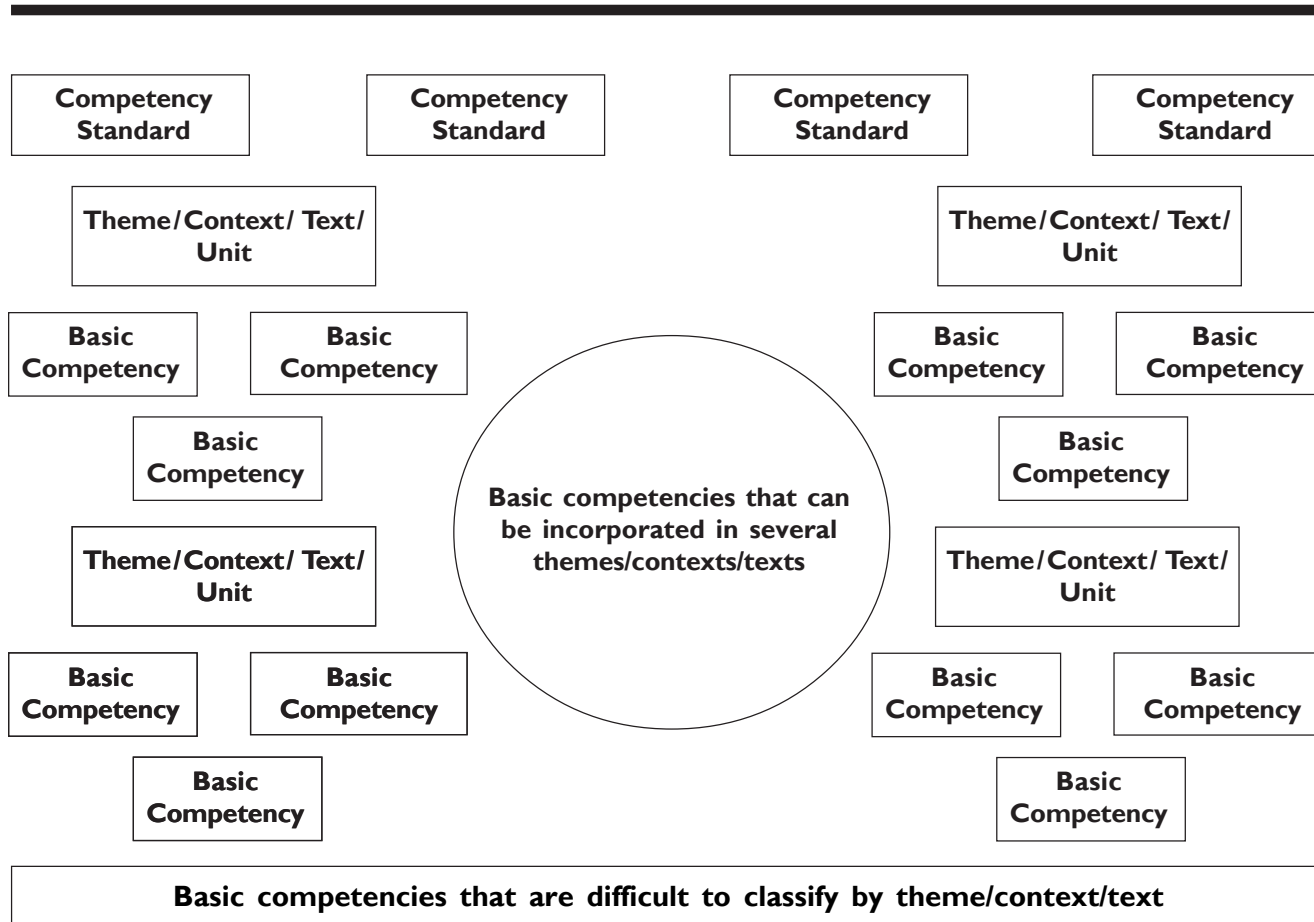 Competency
Standard
Competency
Standard
Competency
Standard
Competency
Standard
Theme/Context/ Text/
Unit
Theme/Context/ Text/
Unit
Basic
Competency
Basic
Competency
Basic
Competency
Basic
Competency
Basic
Competency
Basic
Competency
Basic competencies that can
be incorporated in several
themes/contexts/texts
Theme/Context/ Text/
Unit
Theme/Context/ Text/
Unit
Basic
Competency
Basic
Competency
Basic
Competency
Basic
Competency
Basic
Competency
Basic
Competency
Basic competencies that are difficult to classify by theme/context/text